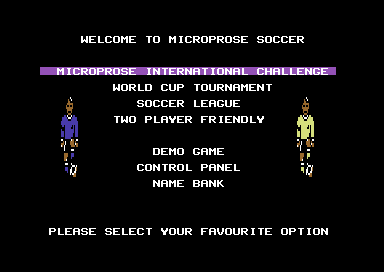 WELCOME TO MICROPROSE SOCCER
MICROPROSE INTERNATIONAL CHALLENGE
WORLD CUP TOURNAMENT
SOCCER LEAGUE
TWO PLAYER FRIENDLY
DEMO GAME
CONTROL PANEL
NAME BANK
PLEASE SELECT YOUR FAVOURITE OPTION